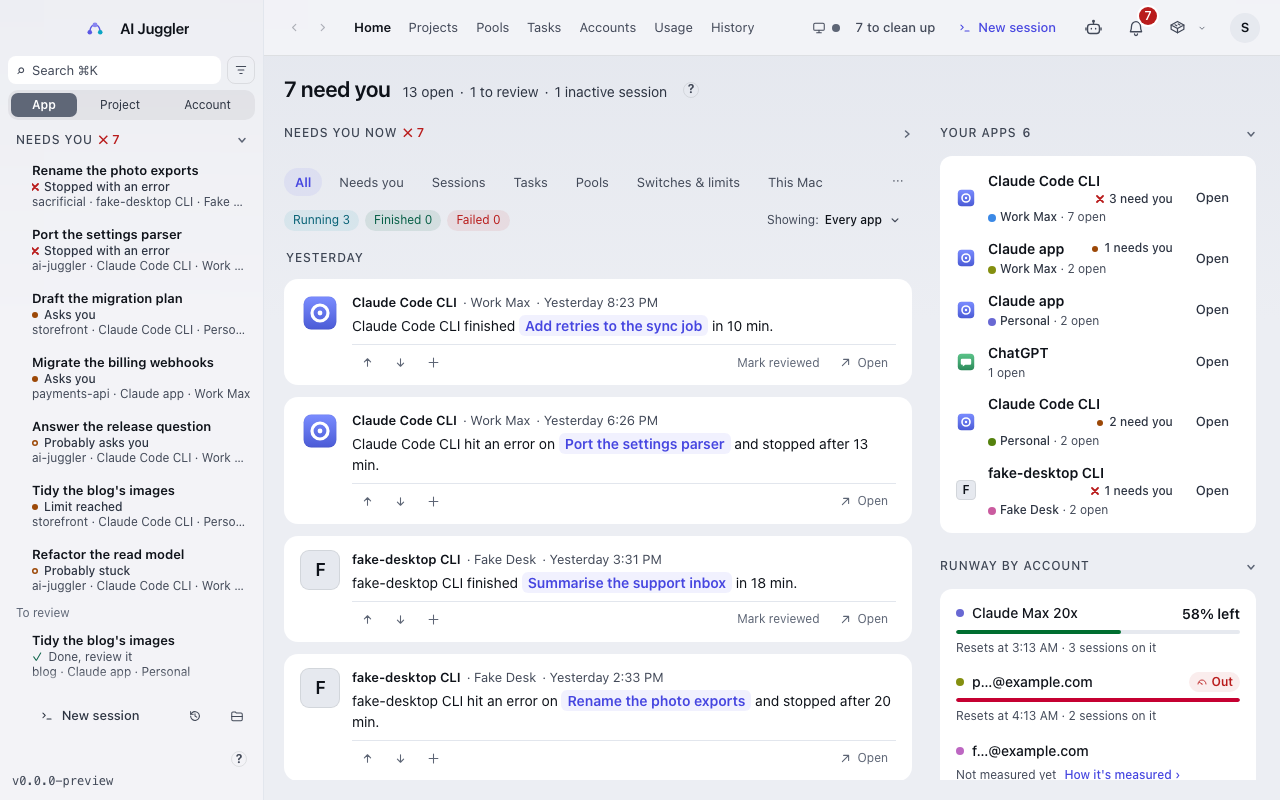 AI Juggler
Search ⌘K
App Project Account
NEEDS YOU 7
Rename the photo exports
Stopped with an error
sacrificial · fake-desktop CLI · Fake ...
Port the settings parser
Stopped with an error
ai-juggler · Claude Code CLI · Work ...
Draft the migration plan
Asks you
storefront · Claude Code CLI · Perso...
Migrate the billing webhooks
Asks you
payments-api · Claude app · Work Max
Answer the release question
Probably asks you
ai-juggler · Claude Code CLI · Work ...
Tidy the blog's images
Limit reached
storefront · Claude Code CLI · Perso...
Refactor the read model
Probably stuck
ai-juggler · Claude Code CLI · Work ...
To review
Tidy the blog's images
Done, review it
blog · Claude app · Personal
New session
?
v0.0.0-preview
Home Projects Pools Tasks Accounts Usage History
7 to clean up
New session
7
S
7 need you 13 open · 1 to review · 1 inactive session ?
NEEDS YOU NOW 7
All Needs you Sessions Tasks Pools Switches & limits This Mac ...
Running 3 Finished 0 Failed 0
Showing: Every app
YESTERDAY
Claude Code CLI · Work Max · Yesterday 8:23 PM
Claude Code CLI finished Add retries to the sync job in 10 min.
Mark reviewed Open
Claude Code CLI · Work Max · Yesterday 6:26 PM
Claude Code CLI hit an error on Port the settings parser and stopped after 13
min.
Open
F
fake-desktop CLI · Fake Desk · Yesterday 3:31 PM
fake-desktop CLI finished Summarise the support inbox in 18 min.
Mark reviewed Open
F
fake-desktop CLI · Fake Desk · Yesterday 2:33 PM
fake-desktop CLI hit an error on Rename the photo exports and stopped after 20
min.
Open
YOUR APPS 6
Claude Code CLI
3 need you
Work Max · 7 open
Open
Claude app 1 needs you
Work Max · 2 open
Open
Claude app
Personal · 2 open
Open
ChatGPT
1 open
Open
Claude Code CLI
2 need you
Personal · 2 open
Open
F
fake-desktop CLI
1 needs you
Fake Desk · 2 open
Open
RUNWAY BY ACCOUNT
Claude Max 20x 58% left
Resets at 3:13 AM · 3 sessions on it
p...@example.com Out
Resets at 4:13 AM · 2 sessions on it
f...@example.com
Not measured yet How it's measured ›